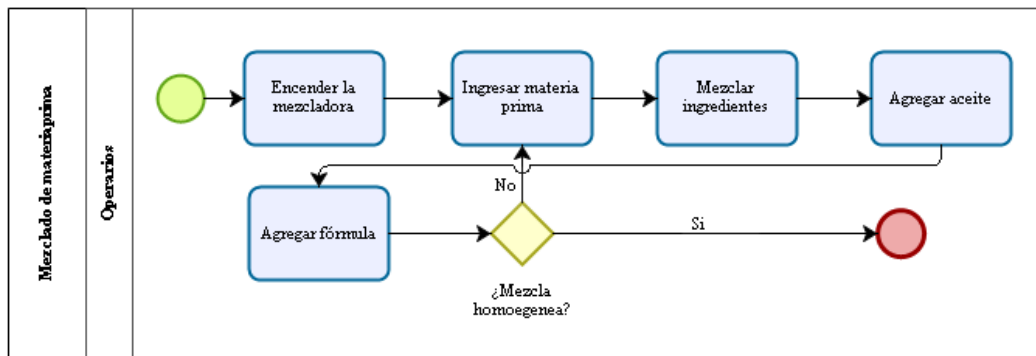 Mezclado de materia prima
Operarios
Encender la
mezcladora
Ingresar materia
prima
Mezclar
ingredientes
Agregar aceite
Agregar fórmula
No
Si
¿Mezcla
homoegenea?